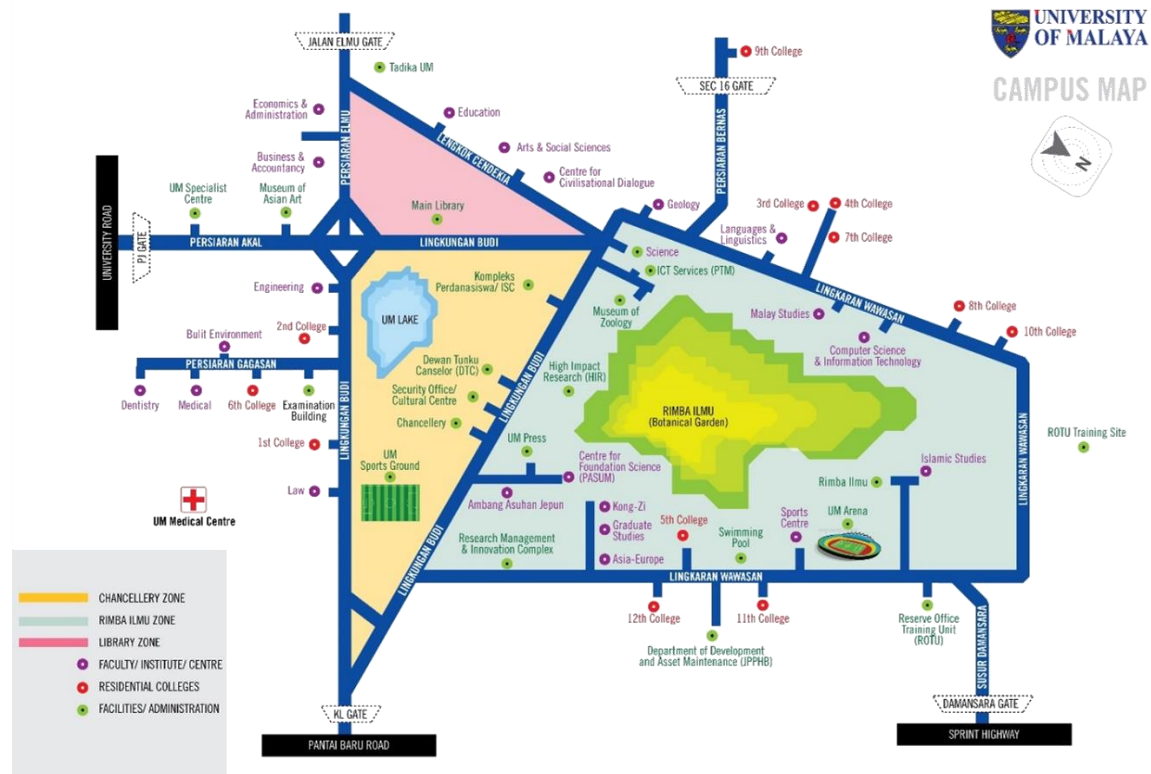 UNIVERSITY
OF MALAYA
CAMPUS MAP
N
JALAN ELMU GATE
Tadika UM
9th College
SEC 16 GATE
Economics &
Administration
Education
PERSIARAN ELMU
LENGKOK CENDEKIA
PERSIARAN BERNAS
Arts & Social Sciences
Business &
Accountancy
Centre for
Civilisational Dialogue
UM Specialist
Centre
Museum of
Asian Art
Main Library
Geology
3rd College
4th College
Languages &
Linguistics
7th College
UNIVERSITY ROAD
PJ GATE
PERSIARAN AKAL
LINGKUNGAN BUDI
Science
ICT Services (PTM)
Kompleks
Perdanasiswa/ ISC
Engineering
LINGKARAN WAWASAN
8th College
UM LAKE
Museum of
Zoology
Malay Studies
2nd College
10th College
Bulit Environment
Computer Science
& Information Technology
PERSIARAN GAGASAN
Dewan Tunku
Canselor (DTC)
LINGKUNGAN BUDI
High Impact
Research (HIR)
Security Office/
Cultural Centre
Dentistry
Medical
6th College
Examination
Building
LINGKUNGAN BUDI
Chancellery
RIMBA ILMU
(Botanical Garden)
ROTU Training Site
1st College
UM Press
LINGKARAN WAWASAN
UM
Sports Ground
Centre for
Foundation Science
(PASUM)
Islamic Studies
Rimba Ilmu
Law
Ambang Asuhan Jepun
Kong-Zi
UM Medical Centre
5th College
Sports
Centre
UM Arena
Graduate
Studies
Swimming
Pool
Research Management
& Innovation Complex
Asia-Europe
LINGKUNGAN BUDI
LINGKARAN WAWASAN
12th College
11th College
Reserve Office
Training Unit
(ROTU)
Department of Development
and Asset Maintenance (JPPHB)
SUSUR DAMANSARA
CHANCELLERY ZONE
RIMBA ILMU ZONE
LIBRARY ZONE
FACULTY/ INSTITUTE/ CENTRE
RESIDENTIAL COLLEGES
FACILITIES/ ADMINISTRATION
KL GATE
PANTAI BARU ROAD
DAMANSARA GATE
SPRINT HIGHWAY